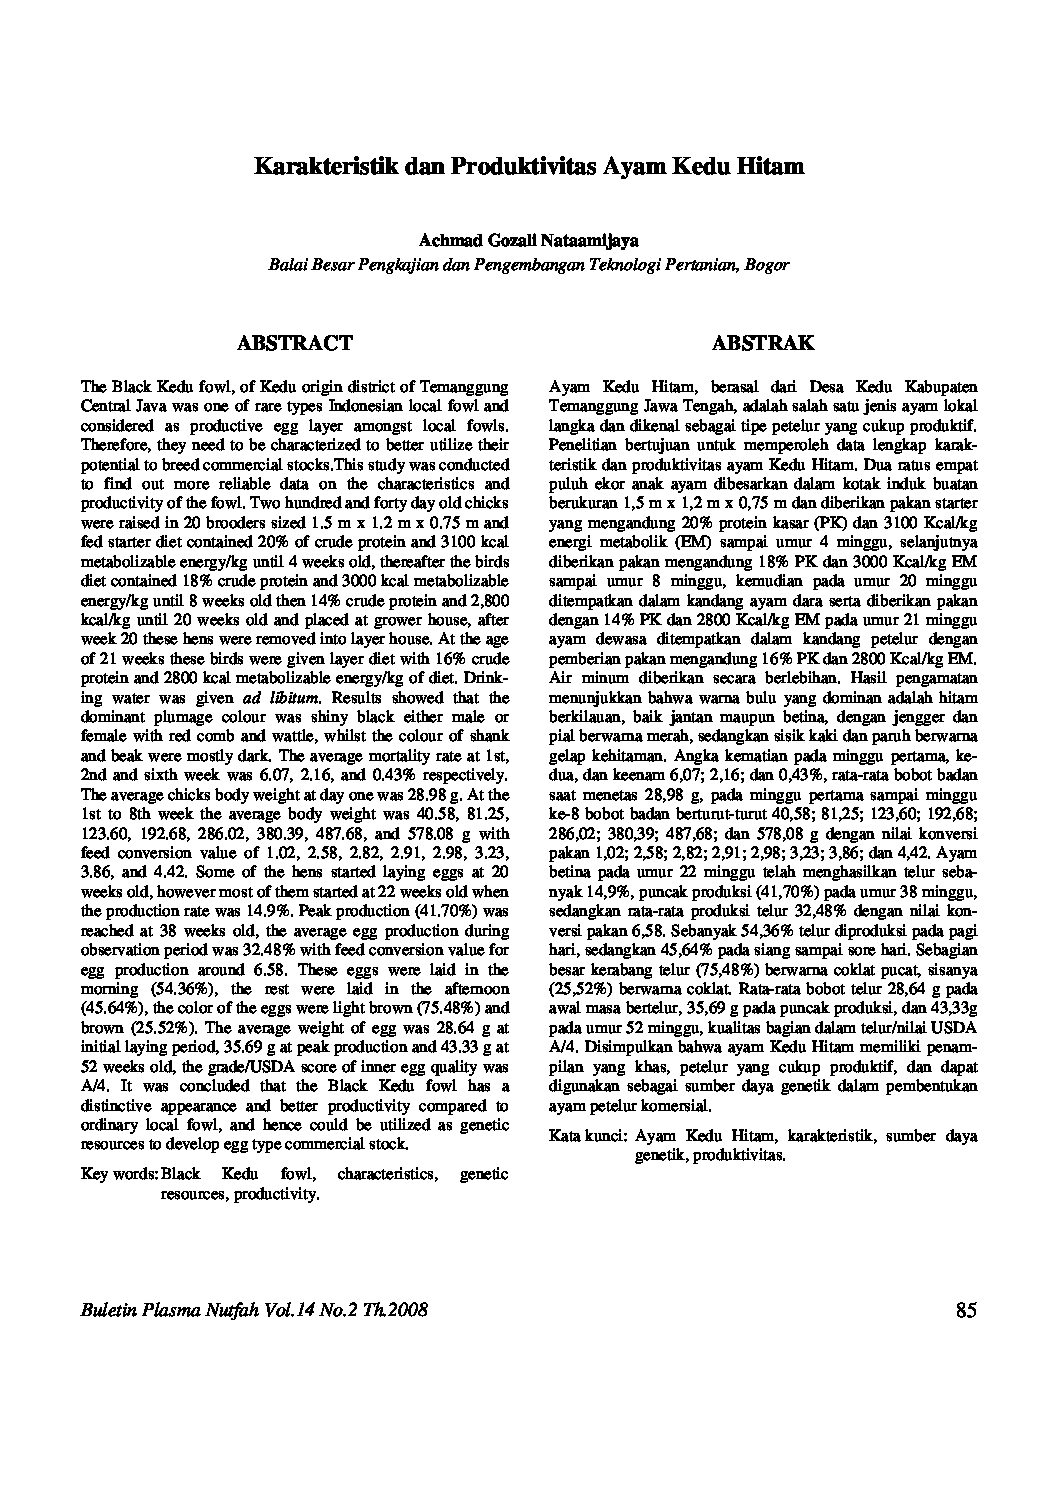 Karakteristik dan Produktivitas Ayam Kedu Hitam
Achmad Gozali Nataamijaya
Balai Besar Pengkajian dan Pengembangan Teknologi Pertanian, Bogor
ABSTRACT
The Black Kedu fowl, of Kedu origin district of Temanggung
Central Java was one of rare types Indonesian local fowl and
considered as productive egg layer amongst local fowls.
Therefore, they need to be characterized to better utilize their
potential to breed commercial stocks.This study was conducted
to find out more reliable data on the characteristics and
productivity of the fowl. Two hundred and forty day old chicks
were raised in 20 brooders sized 1.5 m x 1.2 m x 0.75 m and
fed starter diet contained 20% of crude protein and 3100 kcal
metabolizable energy/kg until 4 weeks old, thereafter the birds
diet contained 18% crude protein and 3000 kcal metabolizable
energy/kg until 8 weeks old then 14% crude protein and 2,800
kcal/kg until 20 weeks old and placed at grower house, after
week 20 these hens were removed into layer house. At the age
of 21 weeks these birds were given layer diet with 16% crude
protein and 2800 kcal metabolizable energy/kg of diet. Drink-
ing water was given ad libitum. Results showed that the
dominant plumage colour was shiny black either male or
female with red comb and wattle, whilst the colour of shank
and beak were mostly dark. The average mortality rate at 1st,
2nd and sixth week was 6.07, 2.16, and 0.43% respectively.
The average chicks body weight at day one was 28.98 g. At the
1st to 8th week the average body weight was 40.58, 81.25,
123.60, 192.68, 286.02, 380.39, 487.68, and 578.08 g with
feed conversion value of 1.02, 2.58, 2.82, 2.91, 2.98, 3.23,
3.86, and 4.42. Some of the hens started laying eggs at 20
weeks old, however most of them started at 22 weeks old when
the production rate was 14.9%. Peak production (41.70%) was
reached at 38 weeks old, the average egg production during
observation period was 32.48% with feed conversion value for
egg production around 6.58. These eggs were laid in the
morning (54.36%), the rest were laid in the afternoon
(45.64%), the color of the eggs were light brown (75.48%) and
brown (25.52%). The average weight of egg was 28.64 g at
initial laying period, 35.69 g at peak production and 43.33 g at
52 weeks old, the grade/USDA score of inner egg quality was
A/4. It was concluded that the Black Kedu fowl has a
distinctive appearance and better productivity compared to
ordinary local fowl, and hence could be utilized as genetic
resources to develop egg type commercial stock.
Key words: Black Kedu fowl, characteristics, genetic
resources, productivity.
ABSTRAK
Ayam Kedu Hitam, berasal dari Desa Kedu Kabupaten
Temanggung Jawa Tengah, adalah salah satu jenis ayam lokal
langka dan dikenal sebagai tipe petelur yang cukup produktif.
Penelitian bertujuan untuk memperoleh data lengkap karak-
teristik dan produktivitas ayam Kedu Hitam. Dua ratus empat
puluh ekor anak ayam dibesarkan dalam kotak induk buatan
berukuran 1,5 m x 1,2 m x 0,75 m dan diberikan pakan starter
yang mengandung 20% protein kasar (PK) dan 3100 Kcal/kg
energi metabolik (EM) sampai umur 4 minggu, selanjutnya
diberikan pakan mengandung 18% PK dan 3000 Kcal/kg EM
sampai umur 8 minggu, kemudian pada umur 20 minggu
ditempatkan dalam kandang ayam dara serta diberikan pakan
dengan 14% PK dan 2800 Kcal/kg EM pada umur 21 minggu
ayam dewasa ditempatkan dalam kandang petelur dengan
pemberian pakan mengandung 16% PK dan 2800 Kcal/kg EM.
Air minum diberikan secara berlebihan. Hasil pengamatan
menunjukkan bahwa warna bulu yang dominan adalah hitam
berkilauan, baik jantan maupun betina, dengan jengger dan
pial berwarna merah, sedangkan sisik kaki dan paruh berwarna
gelap kehitaman. Angka kematian pada minggu pertama, ke-
dua, dan keenam 6,07; 2,16; dan 0,43%, rata-rata bobot badan
saat menetas 28,98 g, pada minggu pertama sampai minggu
ke-8 bobot badan berturut-turut 40,58; 81,25; 123,60; 192,68;
286,02; 380,39; 487,68; dan 578,08 g dengan nilai konversi
pakan 1,02; 2,58; 2,82; 2,91; 2,98; 3,23; 3,86; dan 4,42. Ayam
betina pada umur 22 minggu telah menghasilkan telur seba-
nyak 14,9%, puncak produksi (41,70%) pada umur 38 minggu,
sedangkan rata-rata produksi telur 32,48% dengan nilai kon-
versi pakan 6,58. Sebanyak 54,36% telur diproduksi pada pagi
hari, sedangkan 45,64% pada siang sampai sore hari. Sebagian
besar kerabang telur (75,48%) berwarna coklat pucat, sisanya
(25,52%) berwarna coklat. Rata-rata bobot telur 28,64 g pada
awal masa bertelur, 35,69 g pada puncak produksi, dan 43,33g
pada umur 52 minggu, kualitas bagian dalam telur/nilai USDA
A/4. Disimpulkan bahwa ayam Kedu Hitam memiliki penam-
pilan yang khas, petelur yang cukup produktif, dan dapat
digunakan sebagai sumber daya genetik dalam pembentukan
ayam petelur komersial.
Kata kunci: Ayam Kedu Hitam, karakteristik, sumber daya
genetik, produktivitas.
Buletin Plasma Nutfah Vol.14 No.2 Th.2008
85